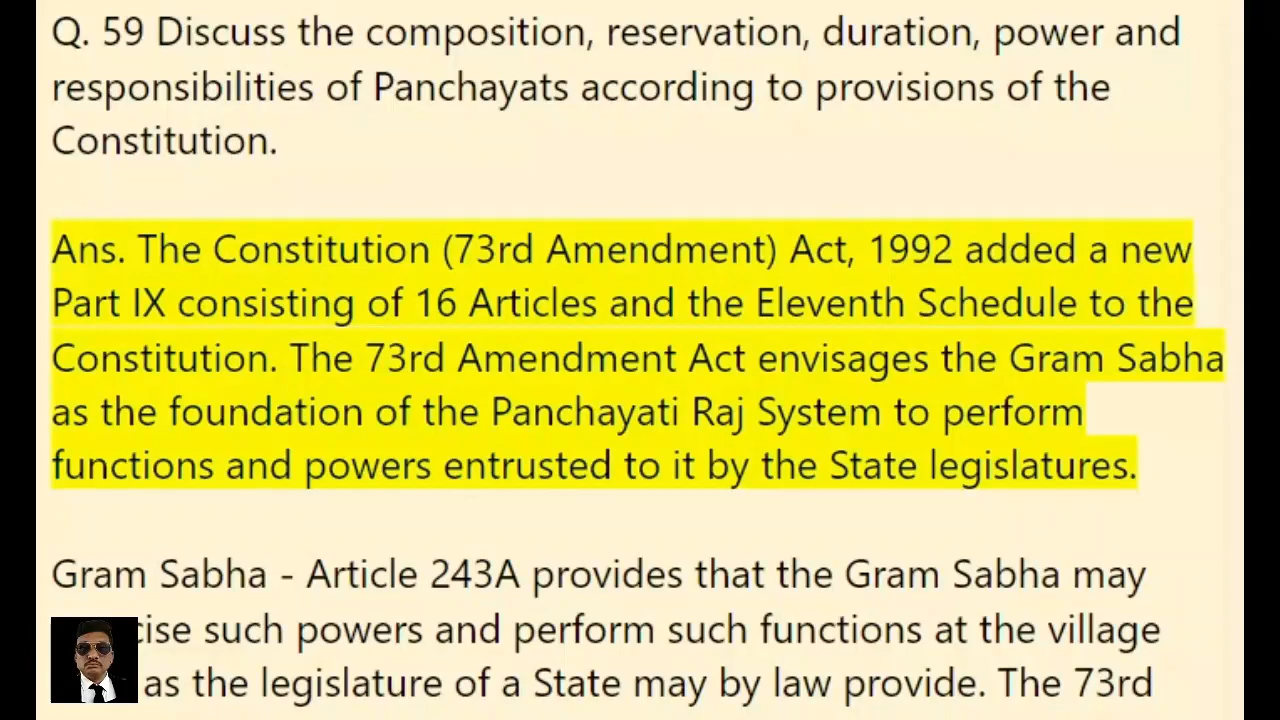 Q. 59 Discuss the composition, reservation, duration, power and
responsibilities of Panchayats according to provisions of the
Constitution.
Ans. The Constitution (73rd Amendment) Act, 1992 added a new
Part IX consisting of 16 Articles and the Eleventh Schedule to the
Constitution. The 73rd Amendment Act envisages the Gram Sabha
as the foundation of the Panchayati Raj System to perform
functions and powers entrusted to it by the State legislatures.
Gram Sabha - Article 243A provides that the Gram Sabha may
cise such powers and perform such functions at the village
as the legislature of a State may by law provide. The 73rd